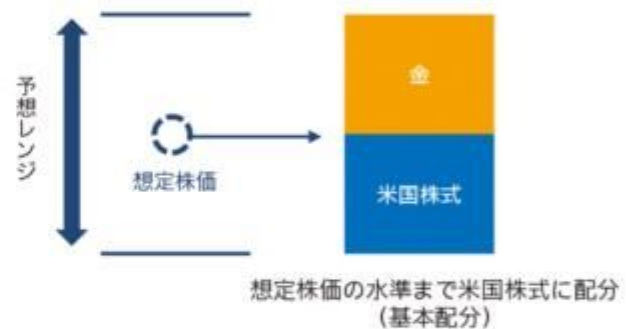 予想レンジ
金
想定株価
米国株式
想定株価の水準まで米国株式に配分
（基本配分）